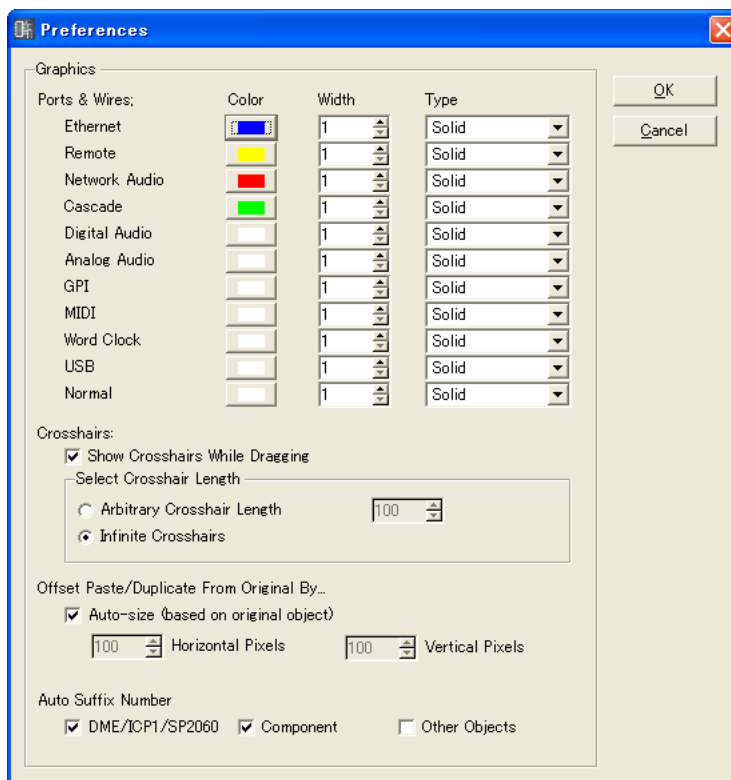 Preferences
Graphics
Ports & Wires; Color Width Type
Ethernet 1 Solid
Remote 1 Solid
Network Audio 1 Solid
Cascade 1 Solid
Digital Audio 1 Solid
Analog Audio 1 Solid
GPI 1 Solid
MIDI 1 Solid
Word Clock 1 Solid
USB 1 Solid
Normal 1 Solid
OK
Cancel
Crosshairs:
Show Crosshairs While Dragging
Select Crosshair Length
Arbitrary Crosshair Length 100
Infinite Crosshairs
Offset Paste/Duplicate From Original By...
Auto-size (based on original object)
100 Horizontal Pixels 100 Vertical Pixels
Auto Suffix Number
DME/ICP1/SP2060 Component Other Objects